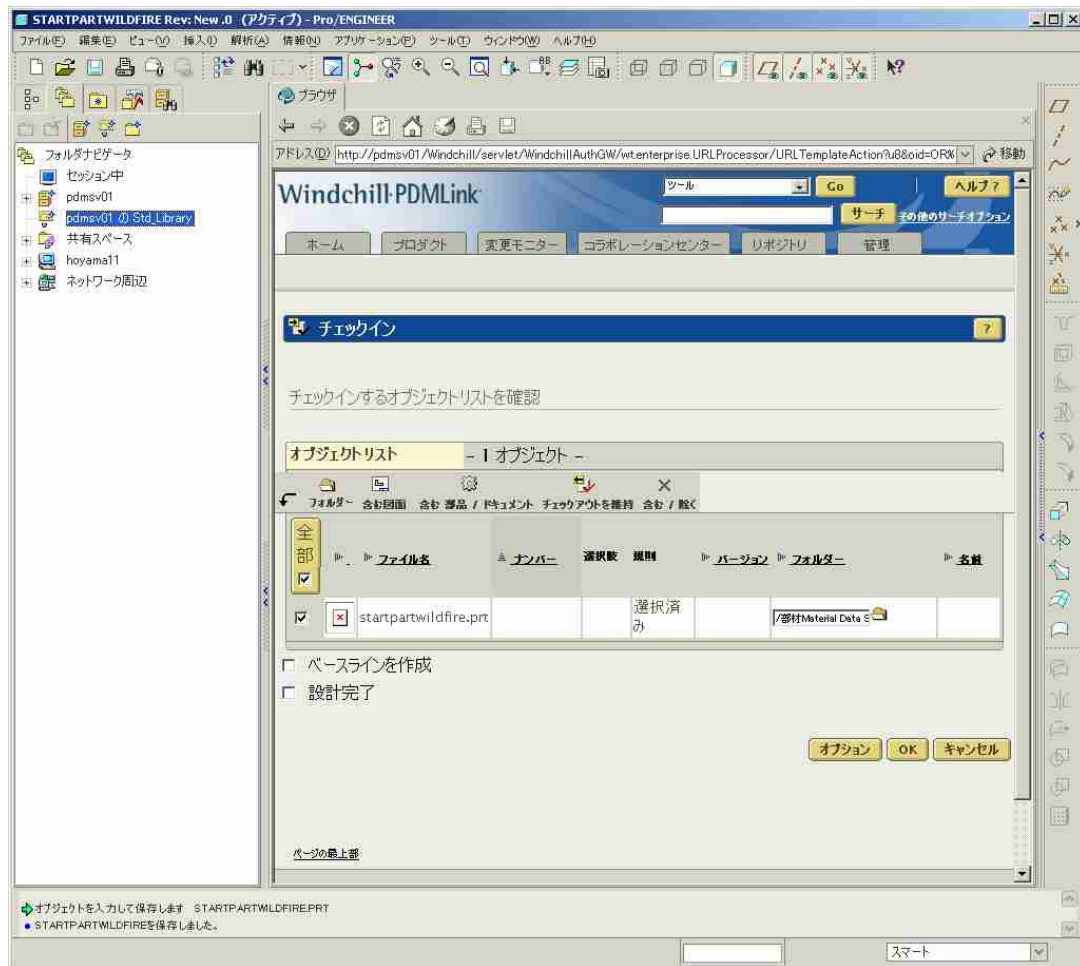 STARTPARTWILDFIRE Rev: New .0 (アクティブ) - Pro/ENGINEER
ファイル(F) 編集(E) ビュー(V) 挿入(I) 解析(A) 情報(N) アプリケーション(P) ツール(T) ウィンドウ(W) ヘルプ(H)
ブラウザ
アドレス(D) http://pdmsv01/Windchill/servlet/WindchillAuthGW/wt.enterprise.URLProcessor/URLTemplateAction?u8&oid=OR% 移動
フォルダナビゲータ
セッション中
pdmsv01
pdmsv01 の Std_Library
共有スペース
hoyama11
ネットワーク周辺
Windchill PDMLink
ツール Go ヘルプ ?
サーチ その他のサーチオプション
ホーム プロダクト 変更モニター コラボレーションセンター リポジトリ 管理
チェックイン ?
チェックインするオブジェクトリストを確認
オブジェクトリスト - 1 オブジェクト -
フォルダー 含む図面 含む 部品 / ドキュメント チェックアウトを維持 含む / 除く
全部 ファイル名 ナンバー 選択数 規則 バージョン フォルダー 名前
startpartwildfire.prt 選択済み /部材Material Data S
ベースラインを作成
設計完了
オプション OK キャンセル
ページの最上部
オブジェクトを入力して保存します STARTPARTWILDFIRE.PRT
STARTPARTWILDFIREを保存しました。
スマート